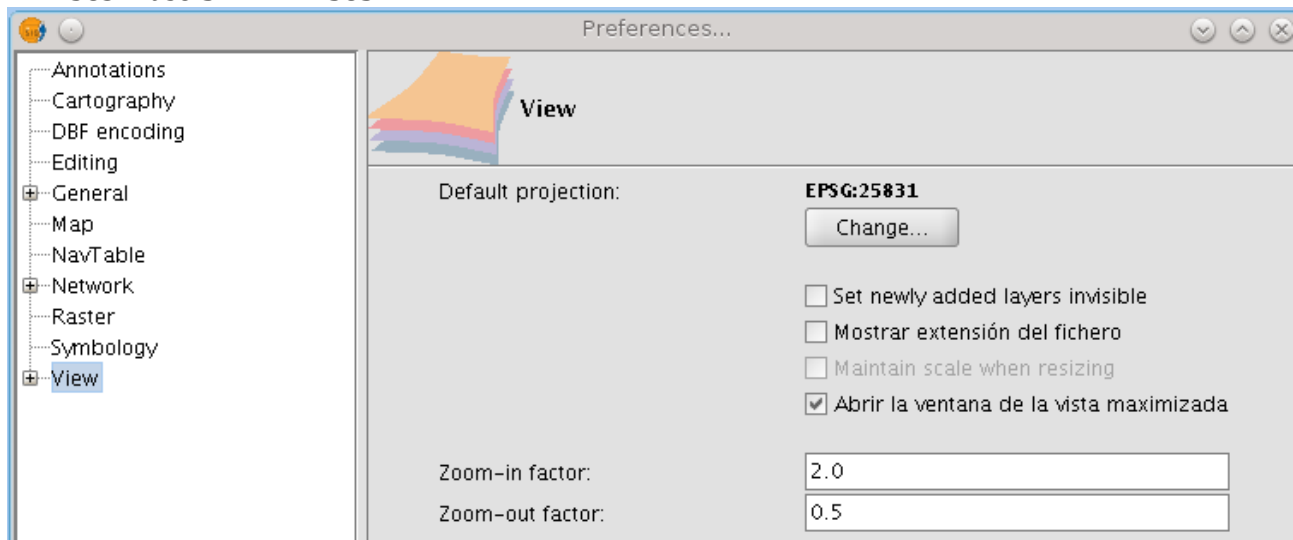 Preferences...
Annotations
Cartography
DBF encoding
Editing
General
Map
NavTable
Network
Raster
Symbology
View
View
Default projection:
EPSG:25831
Change...
Set newly added layers invisible
Mostrar extensión del fichero
Maintain scale when resizing
Abrir la ventana de la vista maximizada
Zoom-in factor:
2.0
Zoom-out factor:
0.5